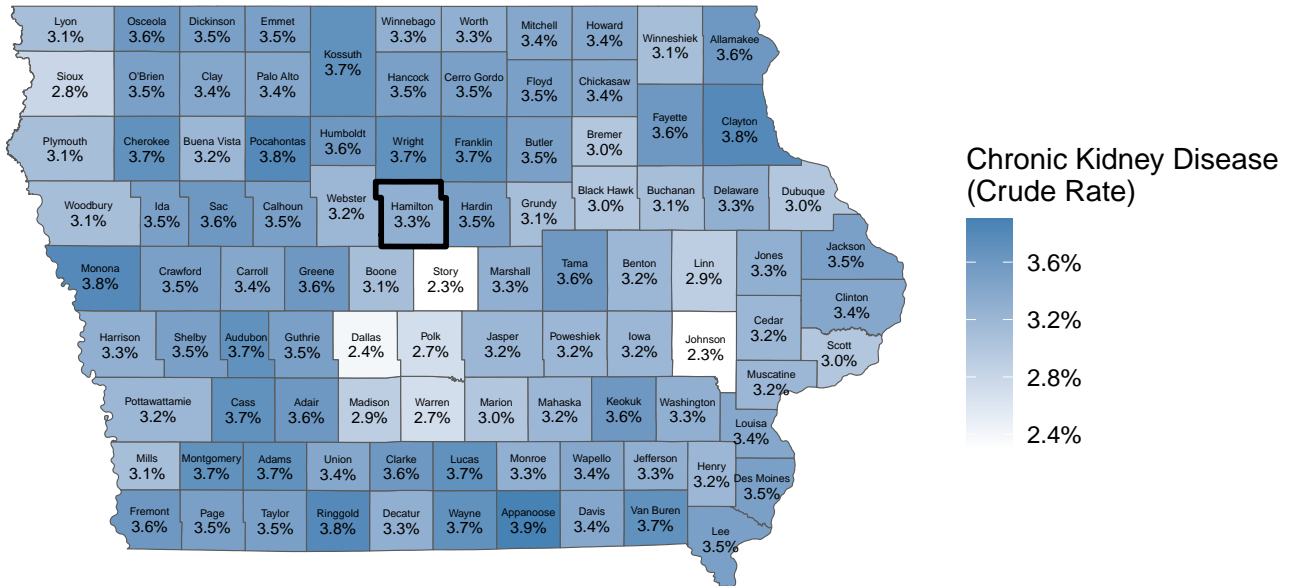 Lyon
3.1%
Osceola
3.6%
Dickinson
3.5%
Emmet
3.5%
Kossuth
3.7%
Winnebago
3.3%
Worth
3.3%
Mitchell
3.4%
Howard
3.4%
Winneshiek
3.1%
Allamakee
3.6%
Sioux
2.8%
O'Brien
3.5%
Clay
3.4%
Palo Alto
3.4%
Hancock
3.5%
Cerro Gordo
3.5%
Floyd
3.5%
Chickasaw
3.4%
Plymouth
3.1%
Cherokee
3.7%
Buena Vista
3.2%
Pocahontas
3.8%
Humboldt
3.6%
Wright
3.7%
Franklin
3.7%
Butler
3.5%
Bremer
3.0%
Fayette
3.6%
Clayton
3.8%
Woodbury
3.1%
Ida
3.5%
Sac
3.6%
Calhoun
3.5%
Webster
3.2%
Hamilton
3.3%
Hardin
3.5%
Grundy
3.1%
Black Hawk
3.0%
Buchanan
3.1%
Delaware
3.3%
Dubuque
3.0%
Monona
3.8%
Crawford
3.5%
Carroll
3.4%
Greene
3.6%
Boone
3.1%
Story
2.3%
Marshall
3.3%
Tama
3.6%
Benton
3.2%
Linn
2.9%
Jones
3.3%
Jackson
3.5%
Clinton
3.4%
Harrison
3.3%
Shelby
3.5%
Audubon
3.7%
Guthrie
3.5%
Dallas
2.4%
Polk
2.7%
Jasper
3.2%
Poweshiek
3.2%
Iowa
3.2%
Johnson
2.3%
Cedar
3.2%
Scott
3.0%
Muscatine
3.2%
Pottawattamie
3.2%
Cass
3.7%
Adair
3.6%
Madison
2.9%
Warren
2.7%
Marion
3.0%
Mahaska
3.2%
Keokuk
3.6%
Washington
3.3%
Louisa
3.4%
Mills
3.1%
Montgomery
3.7%
Adams
3.7%
Union
3.4%
Clarke
3.6%
Lucas
3.7%
Monroe
3.3%
Wapello
3.4%
Jefferson
3.3%
Henry
3.2%
Des Moines
3.5%
Fremont
3.6%
Page
3.5%
Taylor
3.5%
Ringgold
3.8%
Decatur
3.3%
Wayne
3.7%
Appanoose
3.9%
Davis
3.4%
Van Buren
3.7%
Lee
3.5%
Chronic Kidney Disease
(Crude Rate)
3.6%
3.2%
2.8%
2.4%